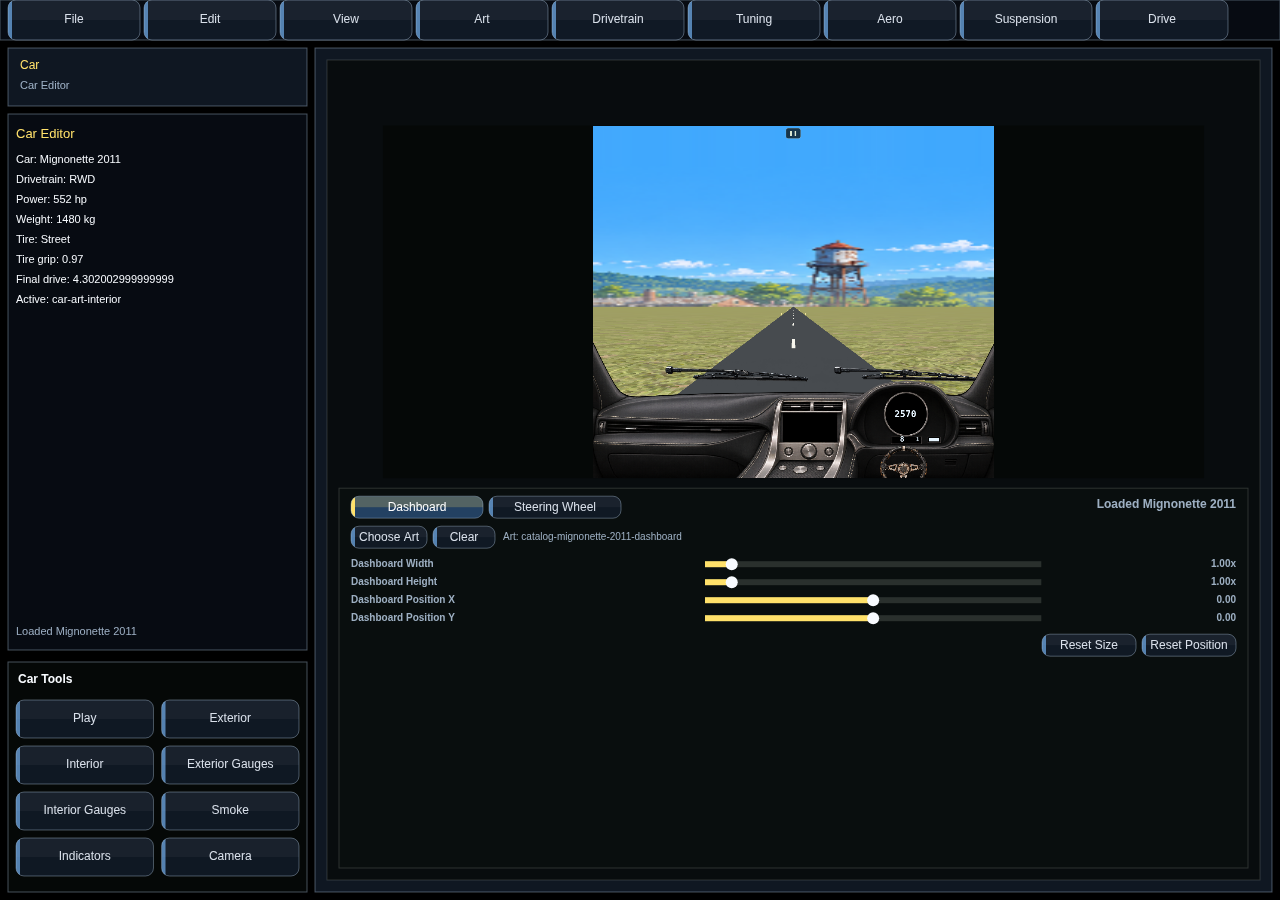 File Edit View Art Drivetrain Tuning Aero Suspension Drive
Car
Car Editor
Car Editor
Car: Mignonette 2011
Drivetrain: RWD
Power: 552 hp
Weight: 1480 kg
Tire: Street
Tire grip: 0.97
Final drive: 4.302002999999999
Active: car-art-interior
Loaded Mignonette 2011
Car Tools
Play Exterior
Interior Exterior Gauges
Interior Gauges Smoke
Indicators Camera
2570
8 1
Dashboard Steering Wheel Loaded Mignonette 2011
Choose Art Clear Art: catalog-mignonette-2011-dashboard
Dashboard Width 1.00x
Dashboard Height 1.00x
Dashboard Position X 0.00
Dashboard Position Y 0.00
Reset Size Reset Position